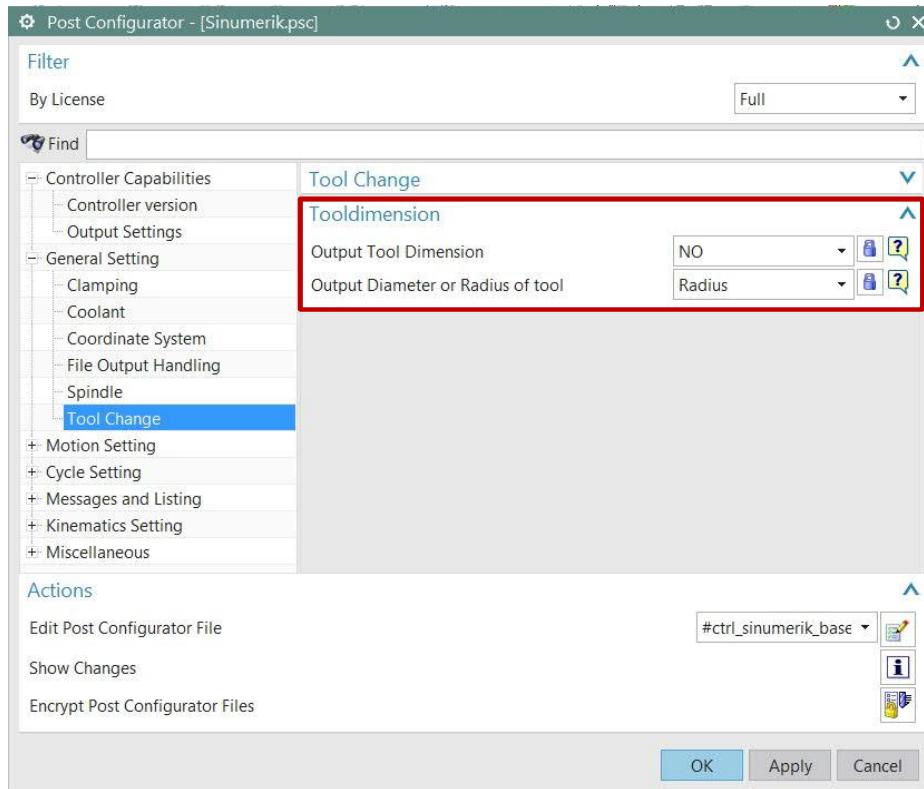 Post Configurator - [Sinumerik.psc]
Filter
By License
Full
Find
Controller Capabilities
Controller version
Output Settings
General Setting
Clamping
Coolant
Coordinate System
File Output Handling
Spindle
Tool Change
Motion Setting
Cycle Setting
Messages and Listing
Kinematics Setting
Miscellaneous
Tool Change
Tooldimension
Output Tool Dimension NO
Output Diameter or Radius of tool Radius
Actions
Edit Post Configurator File #ctrl_sinumerik_base
Show Changes
Encrypt Post Configurator Files
OK Apply Cancel